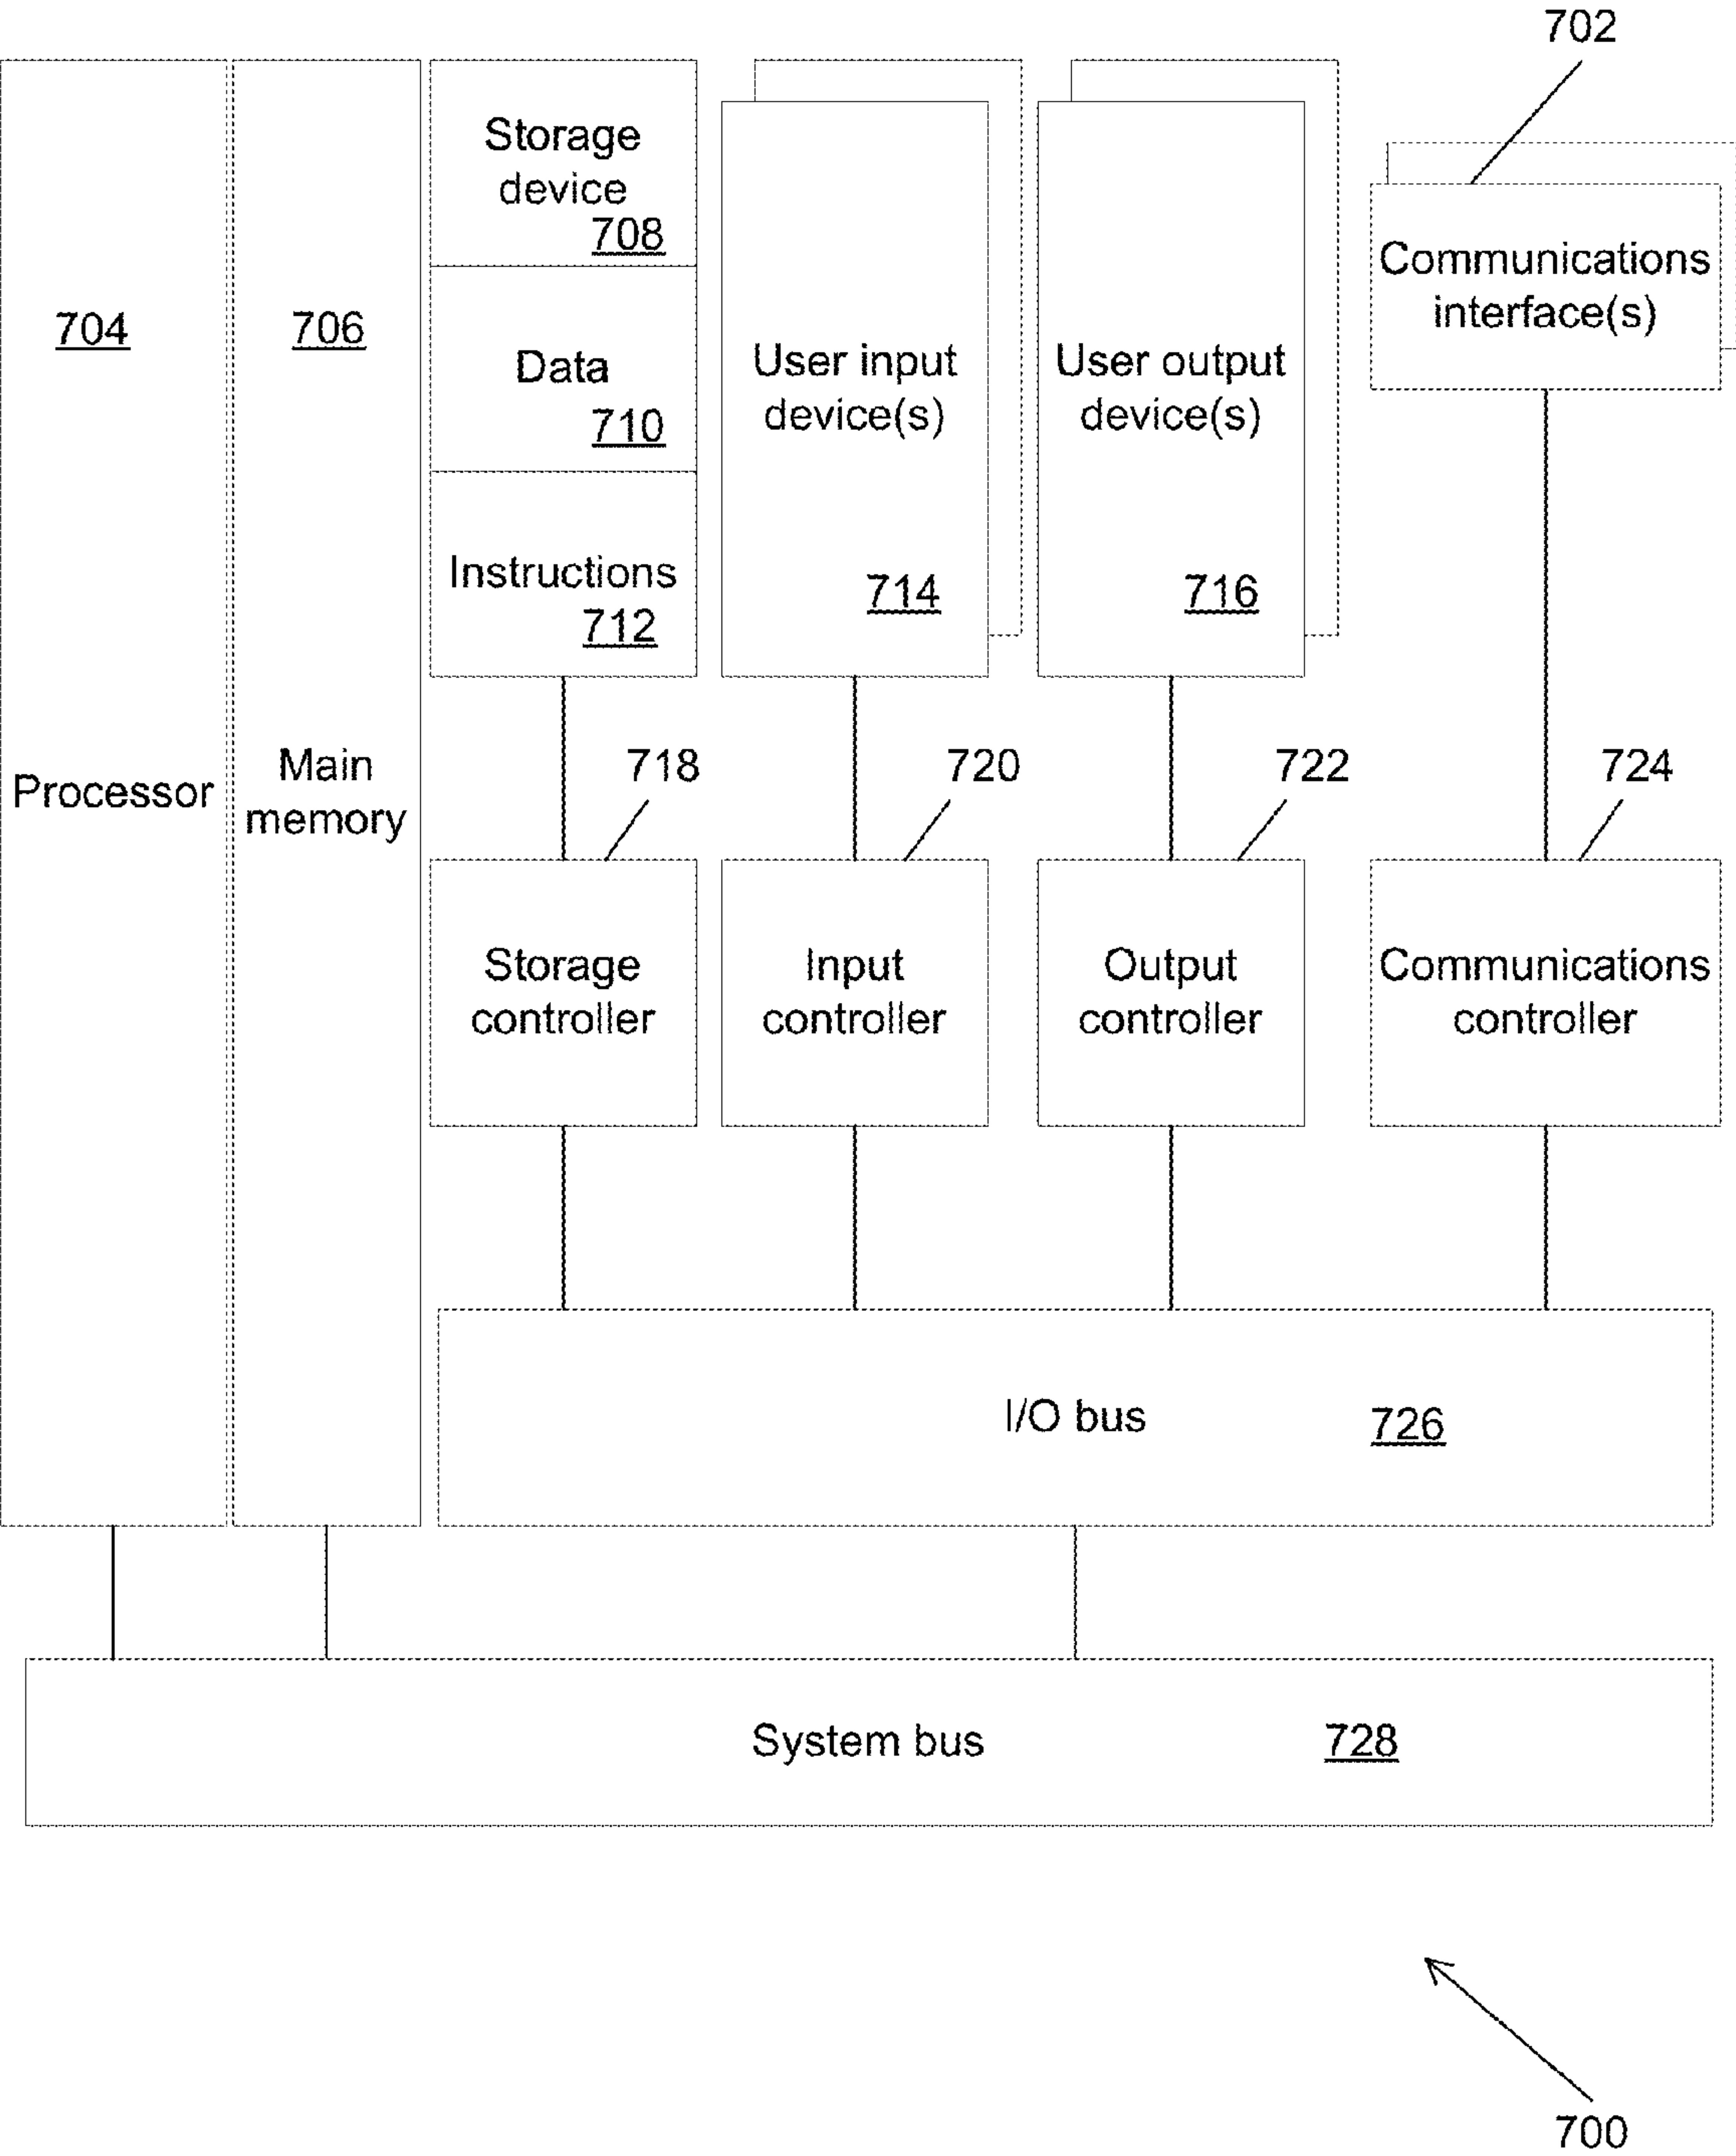 702
Storage
device
708
Communications
interface(s)
704
706
Data
710
User input
device(s)
User output
device(s)
Instructions
712
714
716
Processor
Main
memory
718
720
722
724
Storage
controller
Input
controller
Output
controller
Communications
controller
I/O bus
726
System bus
728
700